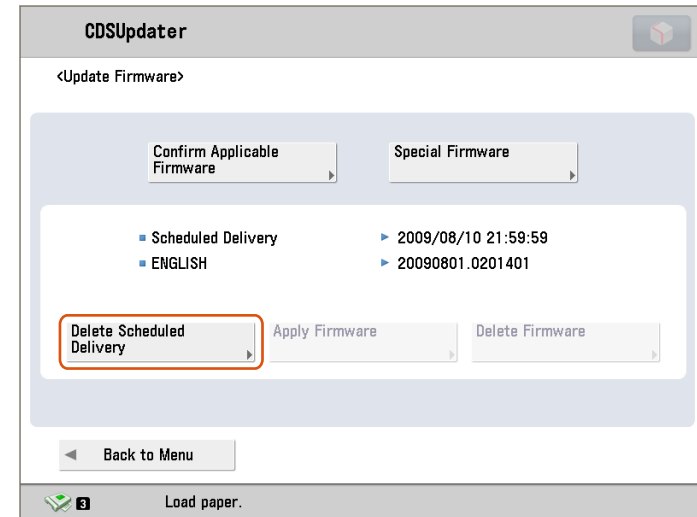 CDSUpdater
<Update Firmware>
Confirm Applicable
Firmware
Special Firmware
Scheduled Delivery
2009/08/10 21:59:59
ENGLISH
20090801.0201401
Delete Scheduled
Delivery
Apply Firmware
Delete Firmware
Back to Menu
3
Load paper.